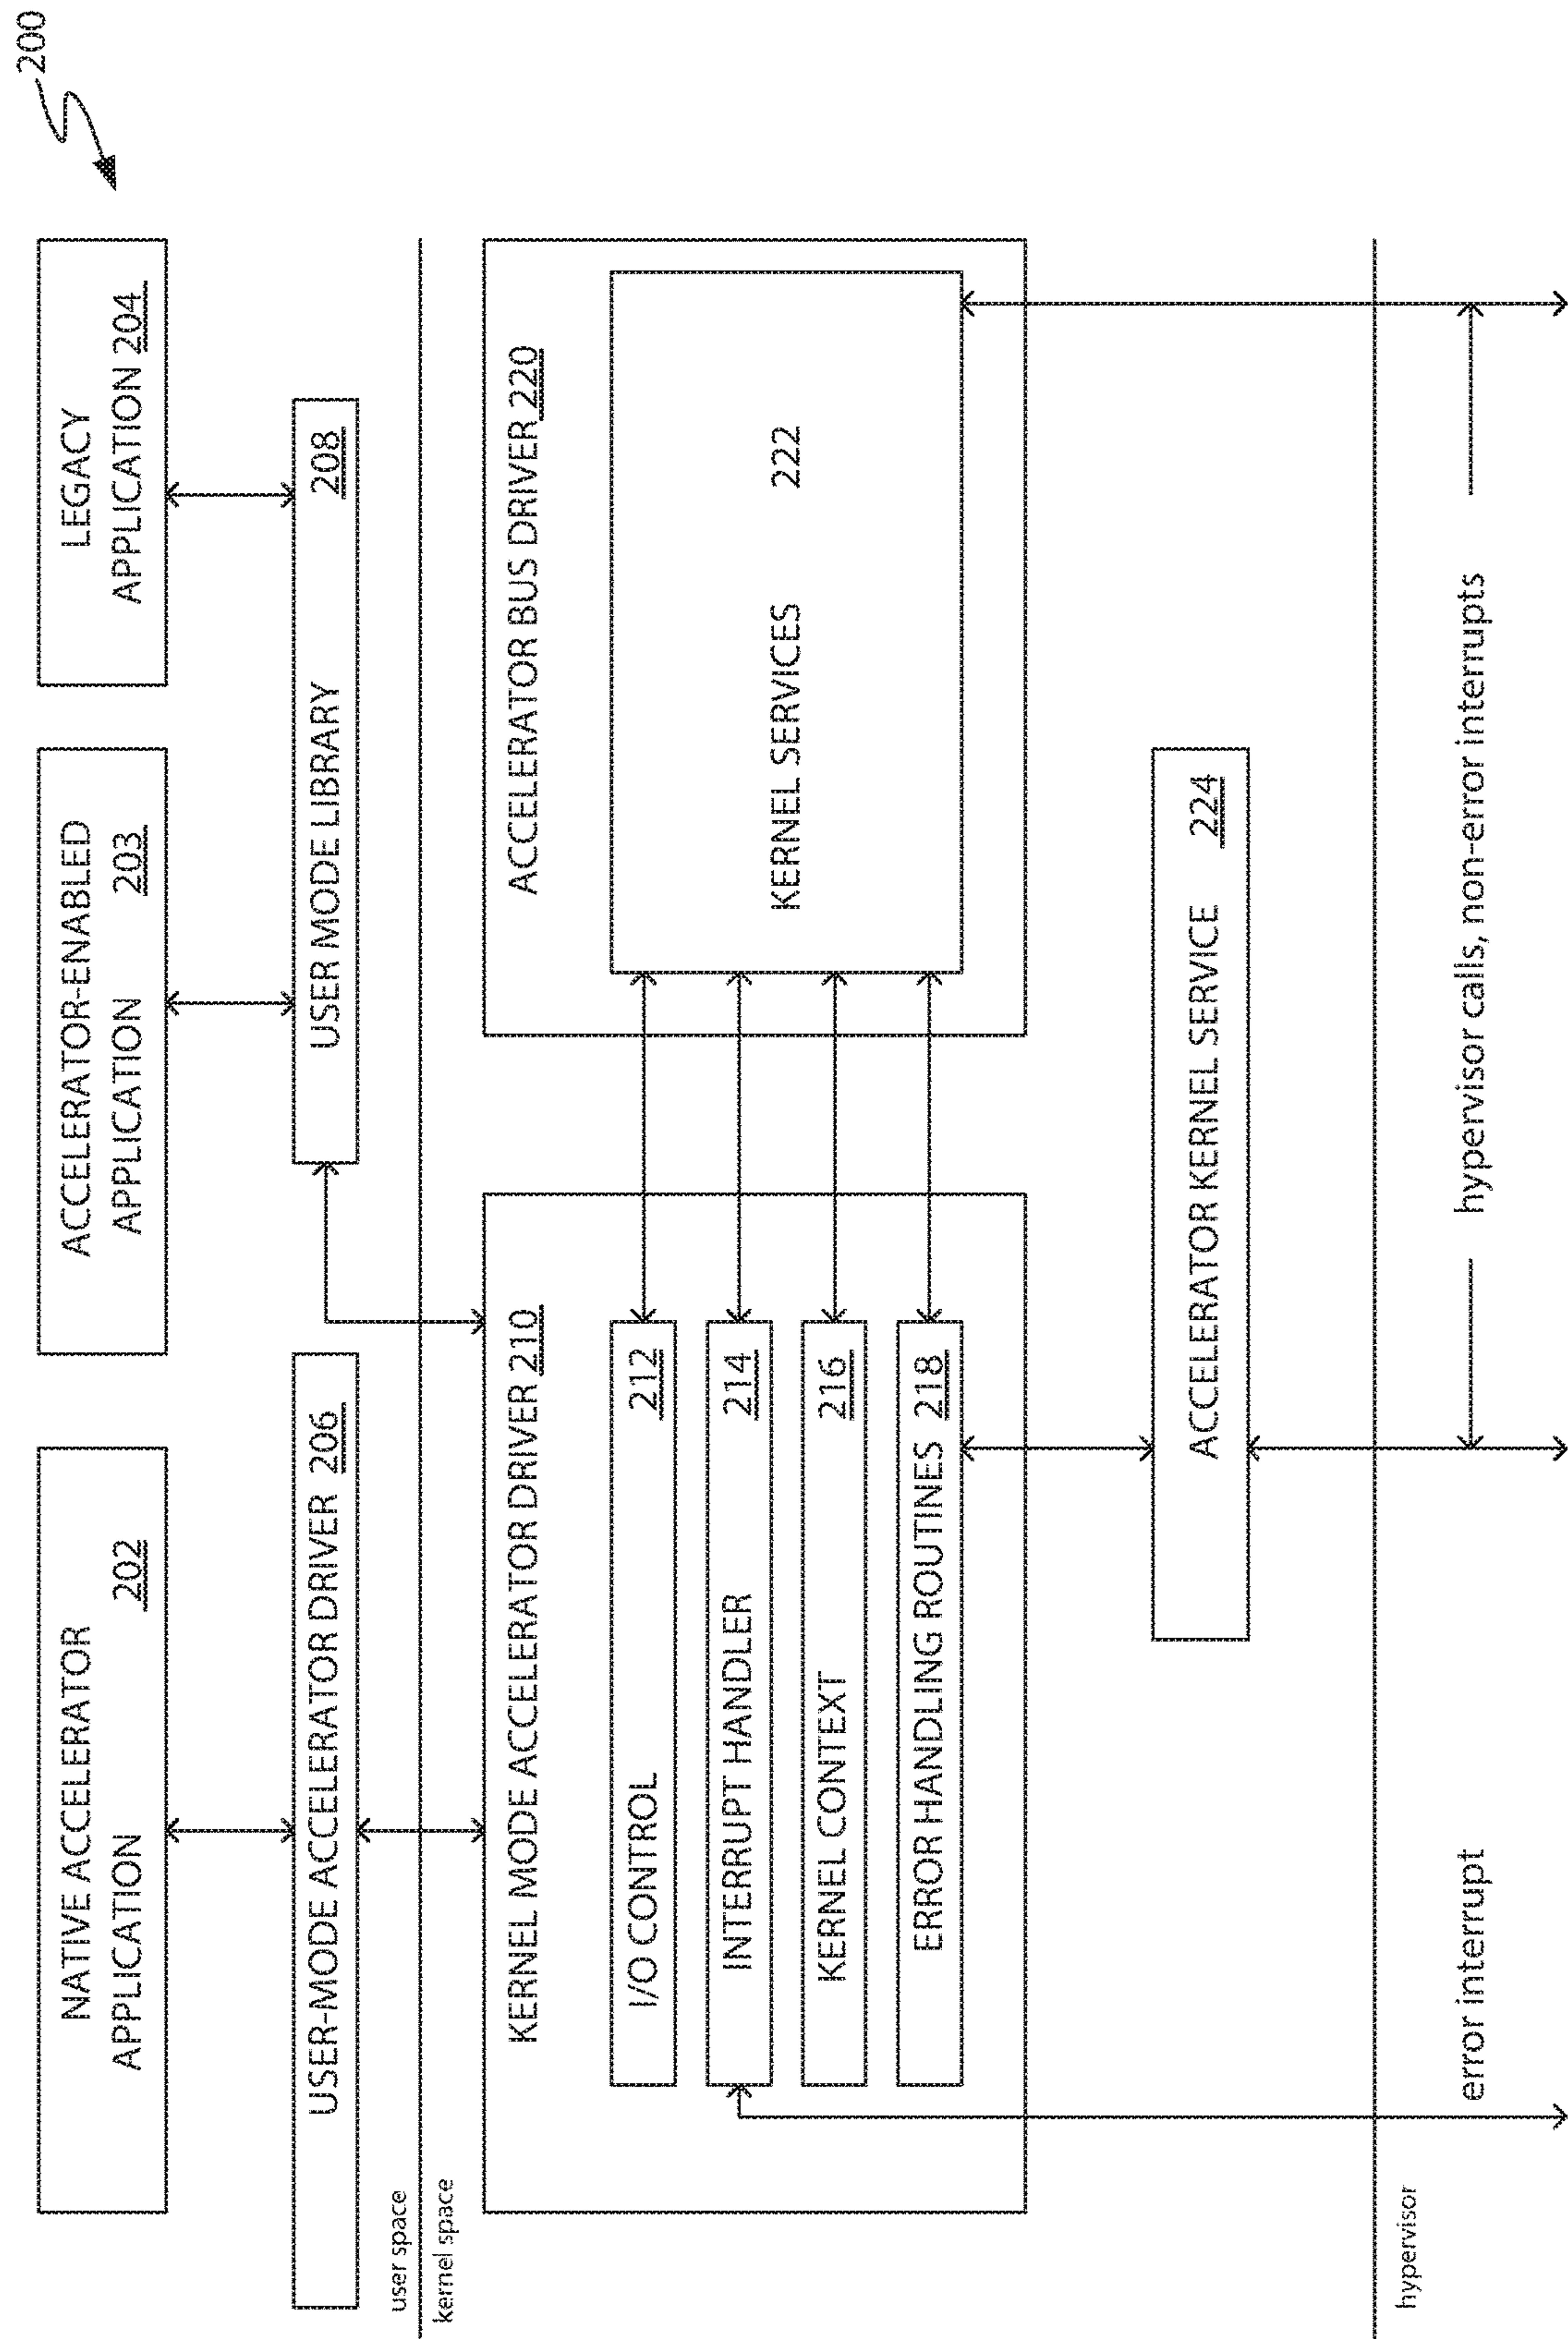 200
NATIVE ACCELERATOR
APPLICATION 202
ACCELERATOR-ENABLED
APPLICATION 203
LEGACY
APPLICATION 204
USER-MODE ACCELERATOR DRIVER 206
USER MODE LIBRARY 208
user space
kernel space
KERNEL MODE ACCELERATOR DRIVER 210
I/O CONTROL 212
INTERRUPT HANDLER 214
KERNEL CONTEXT 216
ERROR HANDLING ROUTINES 218
ACCELERATOR BUS DRIVER 220
KERNEL SERVICES 222
ACCELERATOR KERNEL SERVICE 224
hypervisor
error interrupt
hypervisor calls, non-error interrupts